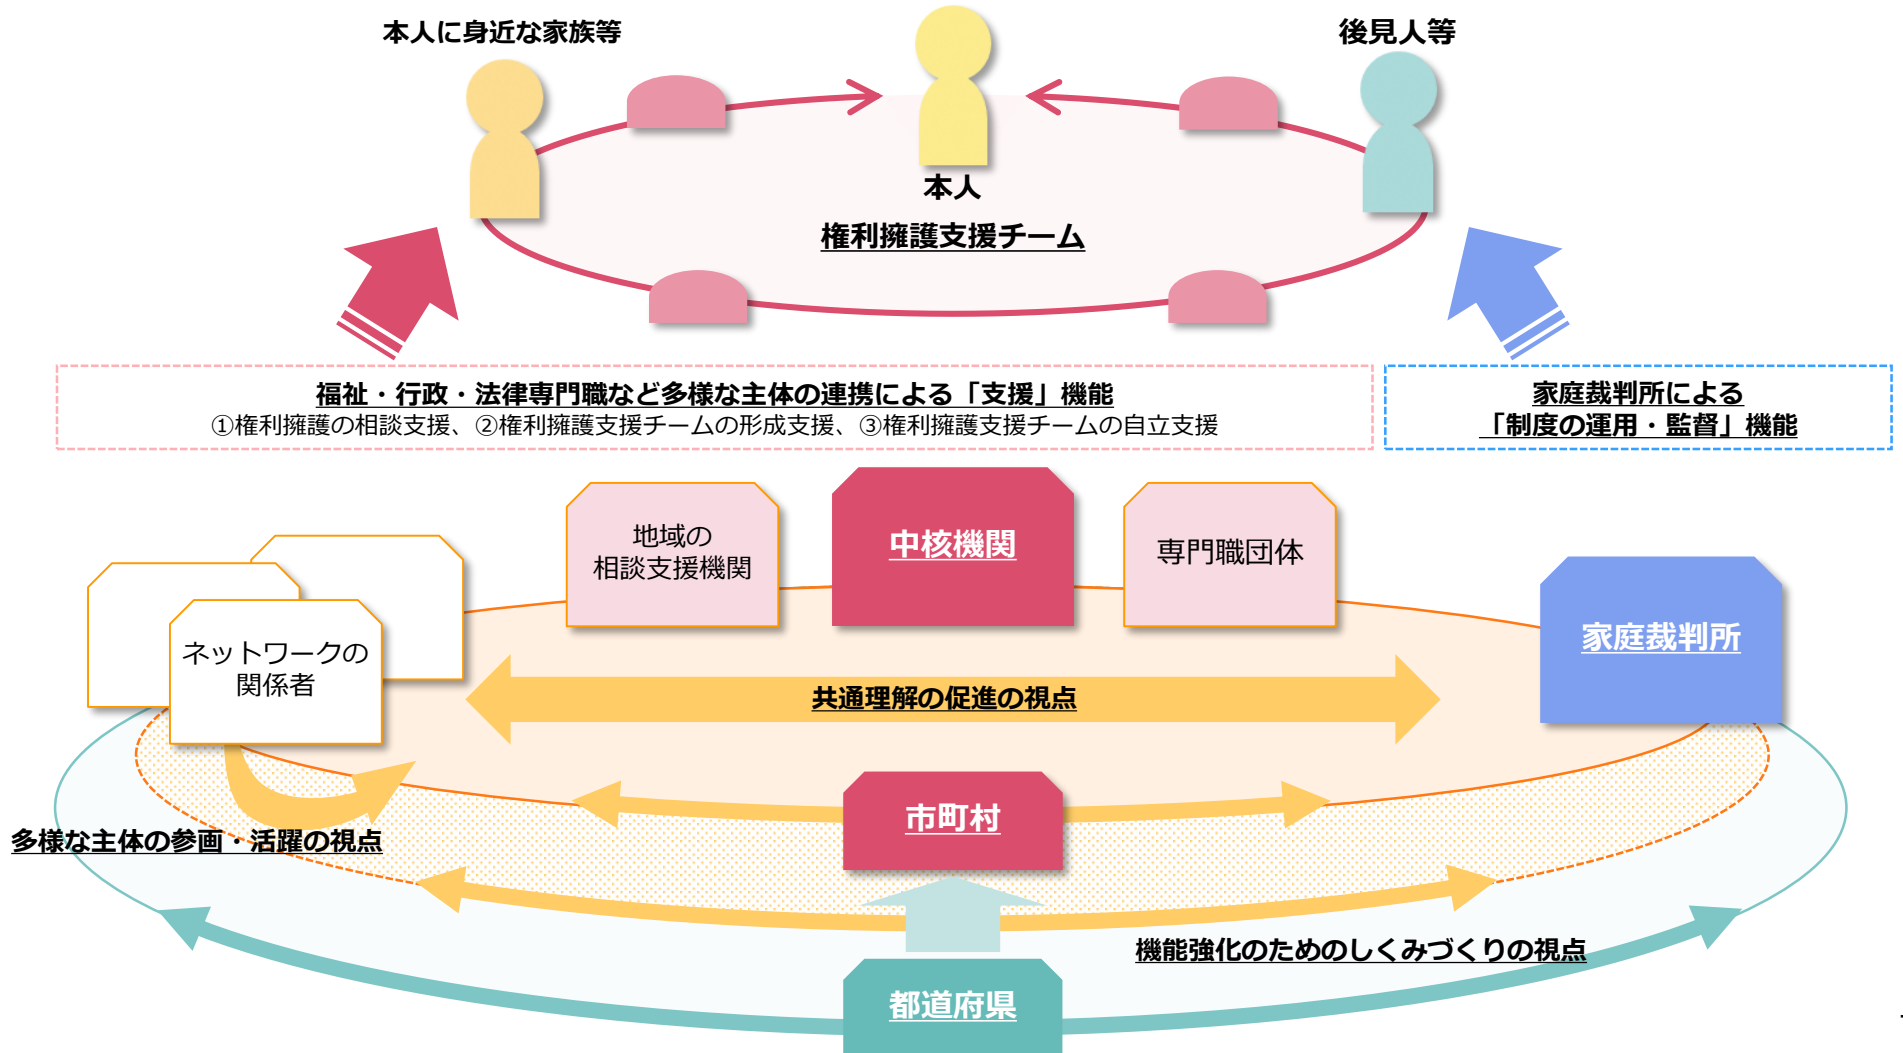 本人に身近な家族等
後見人等
本人
権利擁護支援チーム
福祉・行政・法律専門職など多様な主体の連携による「支援」機能
①権利擁護の相談支援、②権利擁護支援チームの形成支援、③権利擁護支援チームの自立支援
家庭裁判所による
「制度の運用・監督」機能
地域の
相談支援機関
中核機関
専門職団体
ネットワークの
関係者
家庭裁判所
共通理解の促進の視点
市町村
多様な主体の参画・活躍の視点
機能強化のためのしくみづくりの視点
都道府県